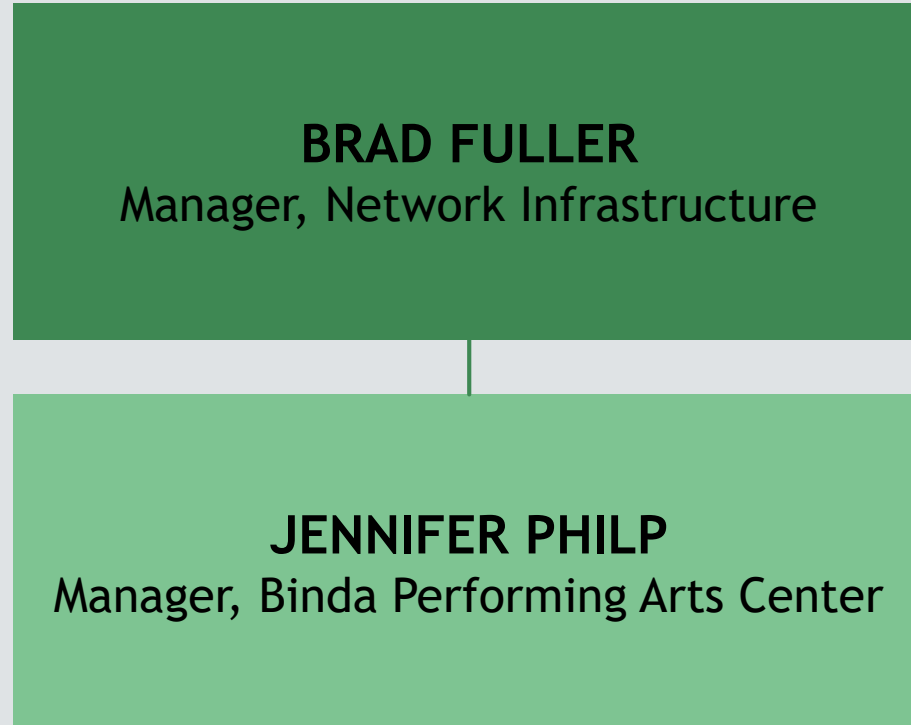 BRAD FULLER
Manager, Network Infrastructure
JENNIFER PHILP
Manager, Binda Performing Arts Center